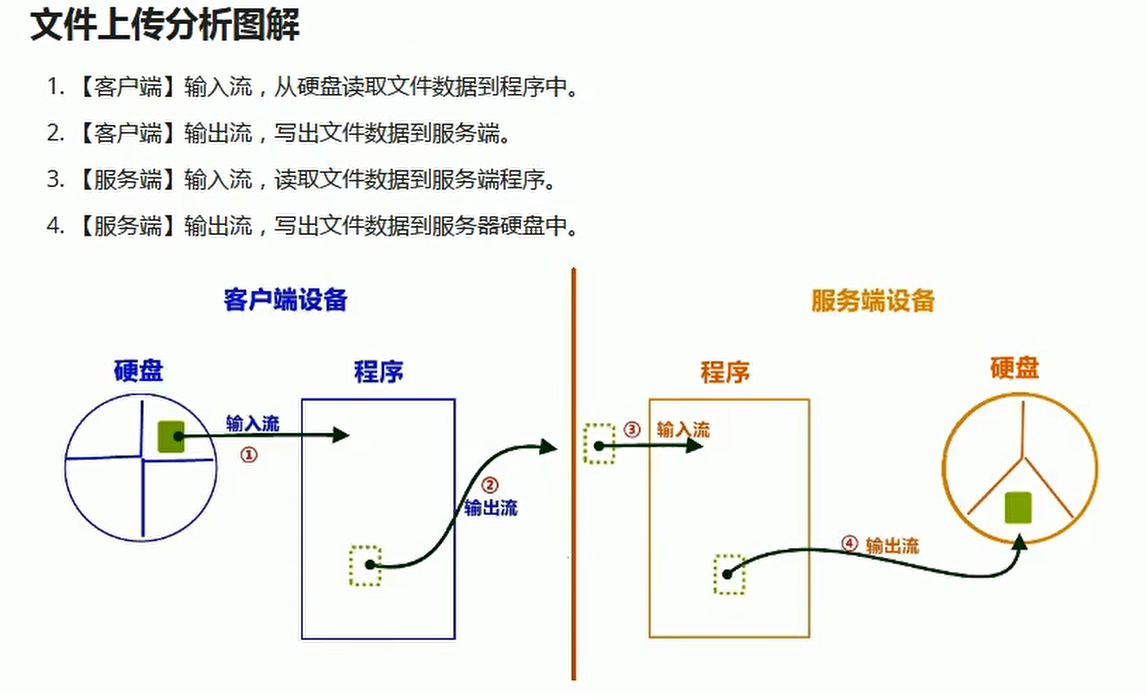 文件上传分析图解
1. 【客户端】输入流，从硬盘读取文件数据到程序中。
2. 【客户端】输出流，写出文件数据到服务端。
3. 【服务端】输入流，读取文件数据到服务端程序。
4. 【服务端】输出流，写出文件数据到服务器硬盘中。
客户端设备
服务端设备
硬盘
程序
程序
硬盘
输入流
①
②
输出流
③ 输入流
④ 输出流